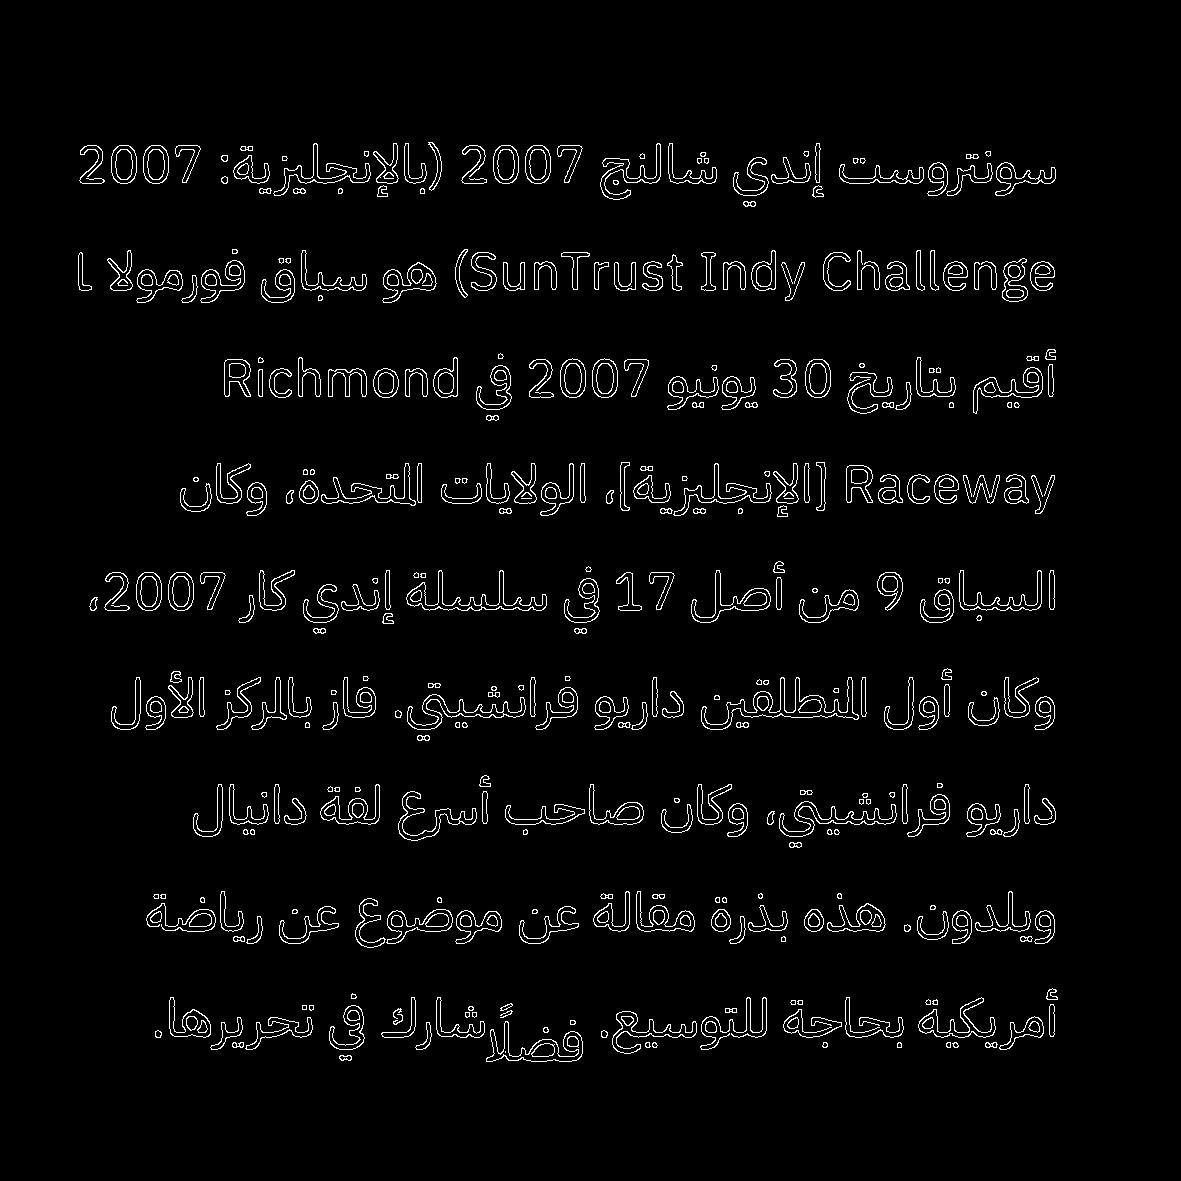 سونتروست إندي شالنج 2007 (بالإنجليزية: 2007
SunTrust Indy Challenge) هو سباق فورمولا
أقيم بتاريخ 30 يونيو 2007 في Richmond
Raceway [الإنجليزية]، الولايات المتحدة، وكان
السباق 9 من أصل 17 في سلسلة إندي كار 2007،
وكان أول المنطلقين داريو فرانشيتي. فاز بالمركز الأول
داريو فرانشيتي، وكان صاحب أسرع لفة دانيال
ويلدون. هذه بذرة مقالة عن موضوع عن رياضة
أمريكية بحاجة للتوسيع. فضلًا شارك في تحريرها.